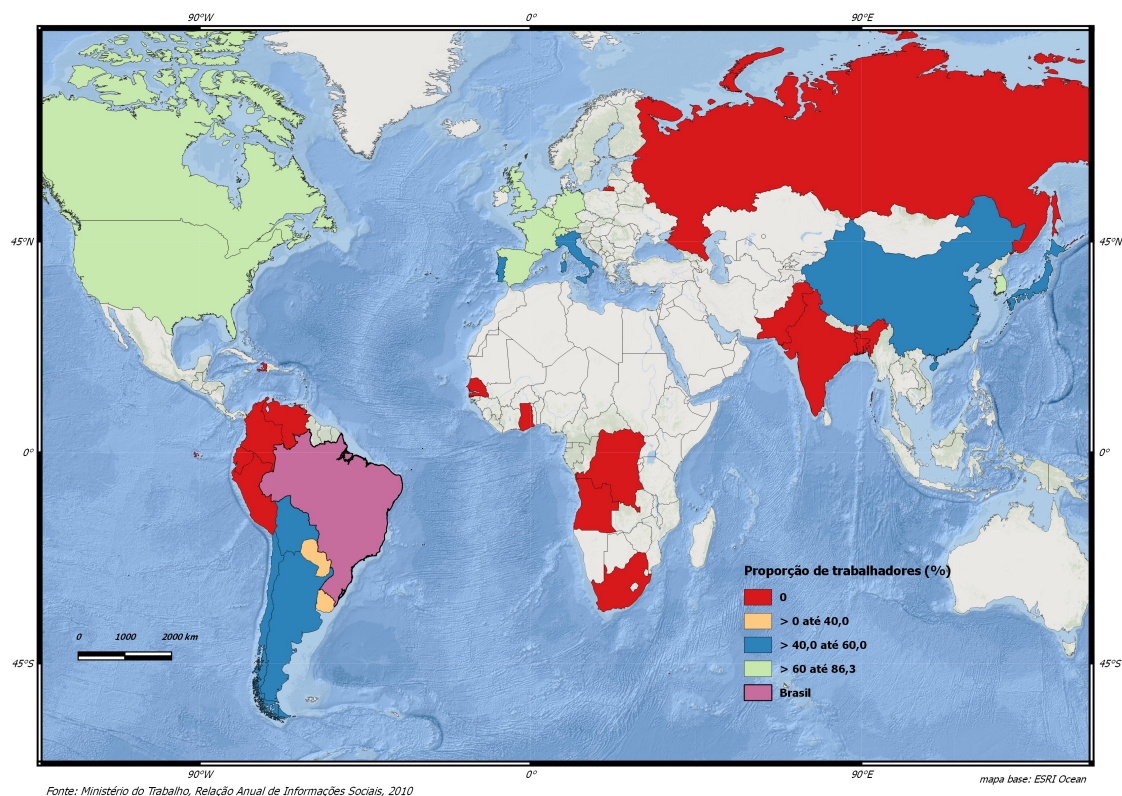 90°W 0° 90°E
45°N 45°N
0° 0°
Proporção de trabalhadores (%)
0
> 0 até 40,0
> 40,0 até 60,0
> 60 até 86,3
Brasil
0 1000 2000 km
45°S 45°S
90°W 0° 90°E
mapa base: ESRI Ocean
Fonte: Ministério do Trabalho, Relação Anual de Informações Sociais, 2010